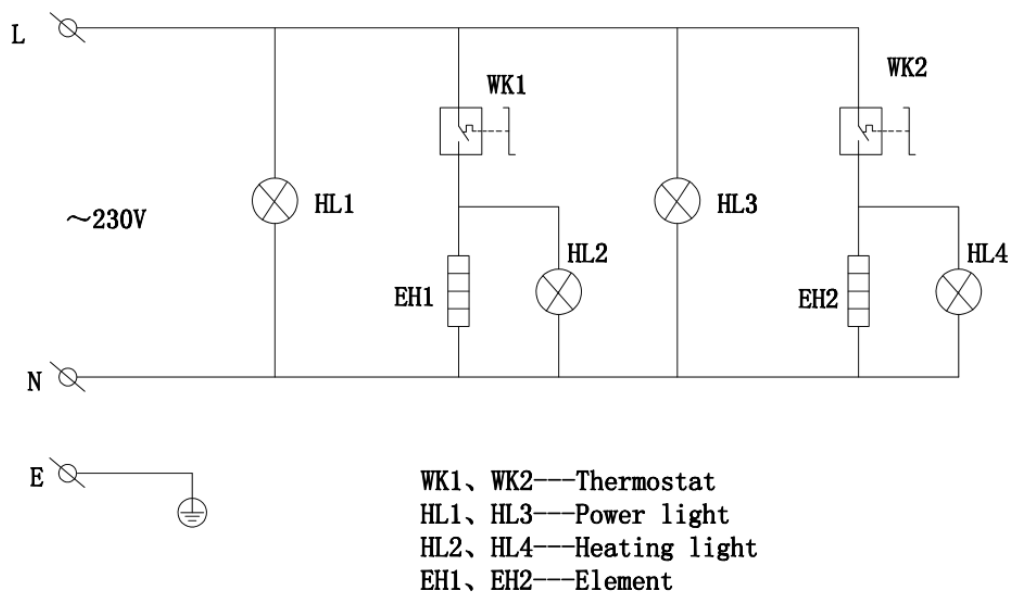 L
WK1
WK2
HL1
HL3
～230V
HL2
HL4
EH1
EH2
N
E
WK1、WK2---Thermostat
HL1、HL3---Power light
HL2、HL4---Heating light
EH1、EH2---Element